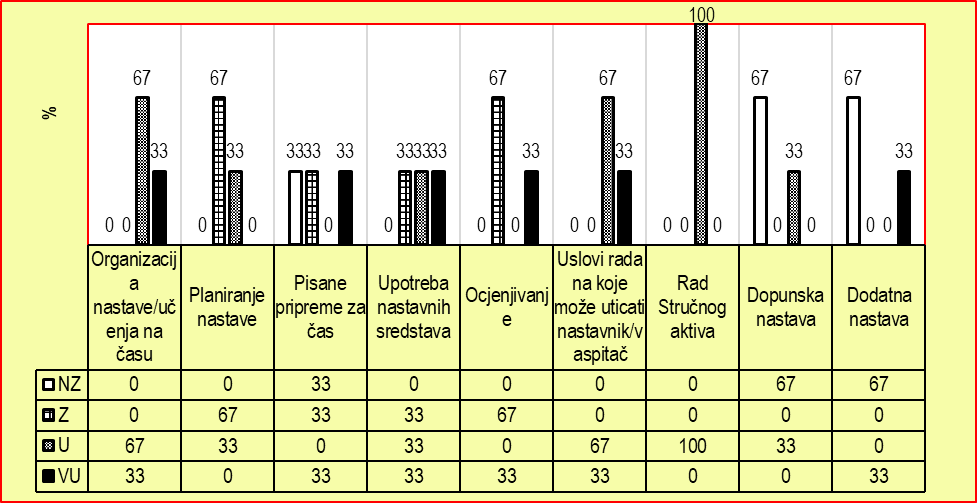 100
67 67 67 67 67 67
%
33 33 3333 33 333333 33 33 33 33
0 0 0 0 0 0 0 0 0 0 0 0 0 0 0 0 0 0 0
Organizacij
a
nastave/uč
enja na
času
Planiranje
nastave
Pisane
pripreme za
čas
Upotreba
nastavnih
sredstava
Ocjenjivanj
e
Uslovi rada
na koje
može uticati
nastavnik/v
aspitač
Rad
Stručnog
aktiva
Dopunska
nastava
Dodatna
nastava
NZ 0 0 33 0 0 0 0 67 67
Z 0 67 33 33 67 0 0 0 0
U 67 33 0 33 0 67 100 33 0
VU 33 0 33 33 33 33 0 0 33